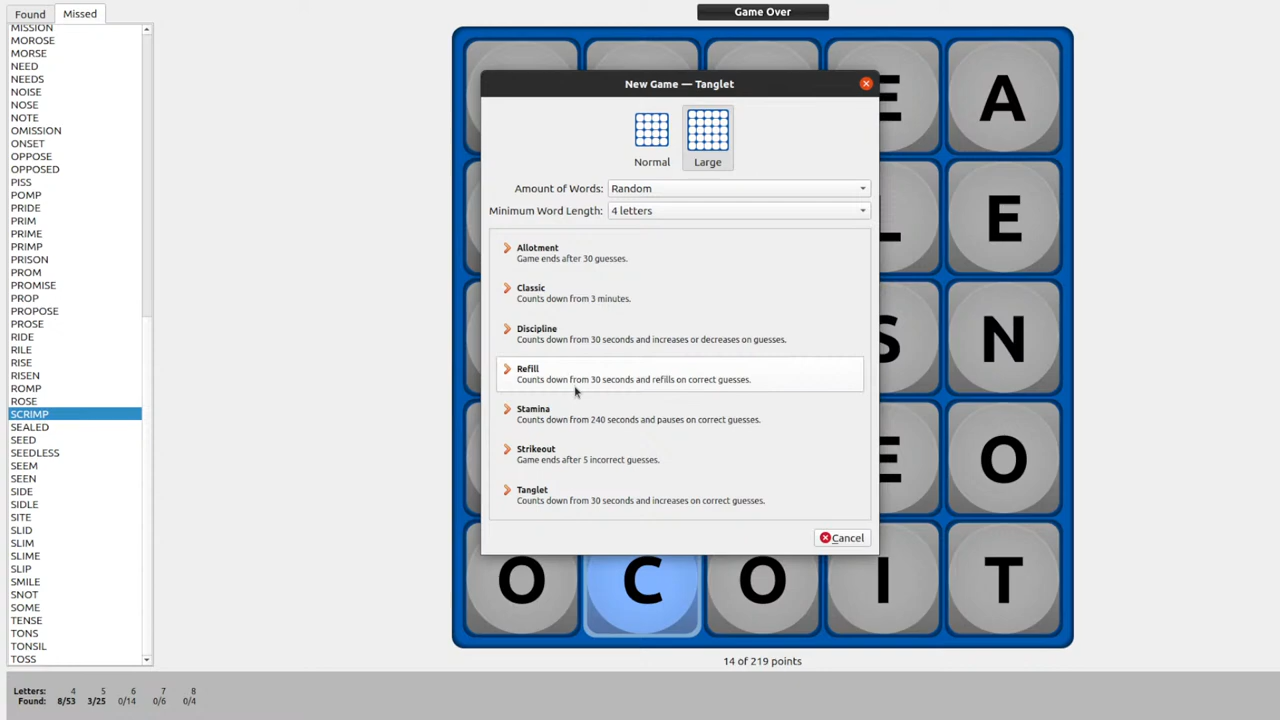 Found
Missed
Game Over
MISSION
MOROSE
MORSE
NEED
NEEDS
NOISE
NOSE
NOTE
OMISSION
ONSET
OPPOSE
OPPOSED
PISS
POMP
PRIDE
PRIM
PRIME
PRIMP
PRISON
PROM
PROMISE
PROP
PROPOSE
PROSE
RIDE
RILE
RISE
RISEN
ROMP
ROSE
SCRIMP
SEALED
SEED
SEEDLESS
SEEM
SEEN
SIDE
SIDLE
SITE
SLID
SLIM
SLIME
SLIP
SMILE
SNOT
SOME
TENSE
TONS
TONSIL
TOSS
New Game — Tanglet
Normal
Large
Amount of Words: Random
Minimum Word Length: 4 letters
Allotment
Game ends after 30 guesses.
Classic
Counts down from 3 minutes.
Discipline
Counts down from 30 seconds and increases or decreases on guesses.
Refill
Counts down from 30 seconds and refills on correct guesses.
Stamina
Counts down from 240 seconds and pauses on correct guesses.
Strikeout
Game ends after 5 incorrect guesses.
Tanglet
Counts down from 30 seconds and increases on correct guesses.
Cancel
E A
L E
S N
E O
O C O I T
14 of 219 points
Letters: 4 5 6 7 8
Found: 8/53 3/25 0/14 0/6 0/4